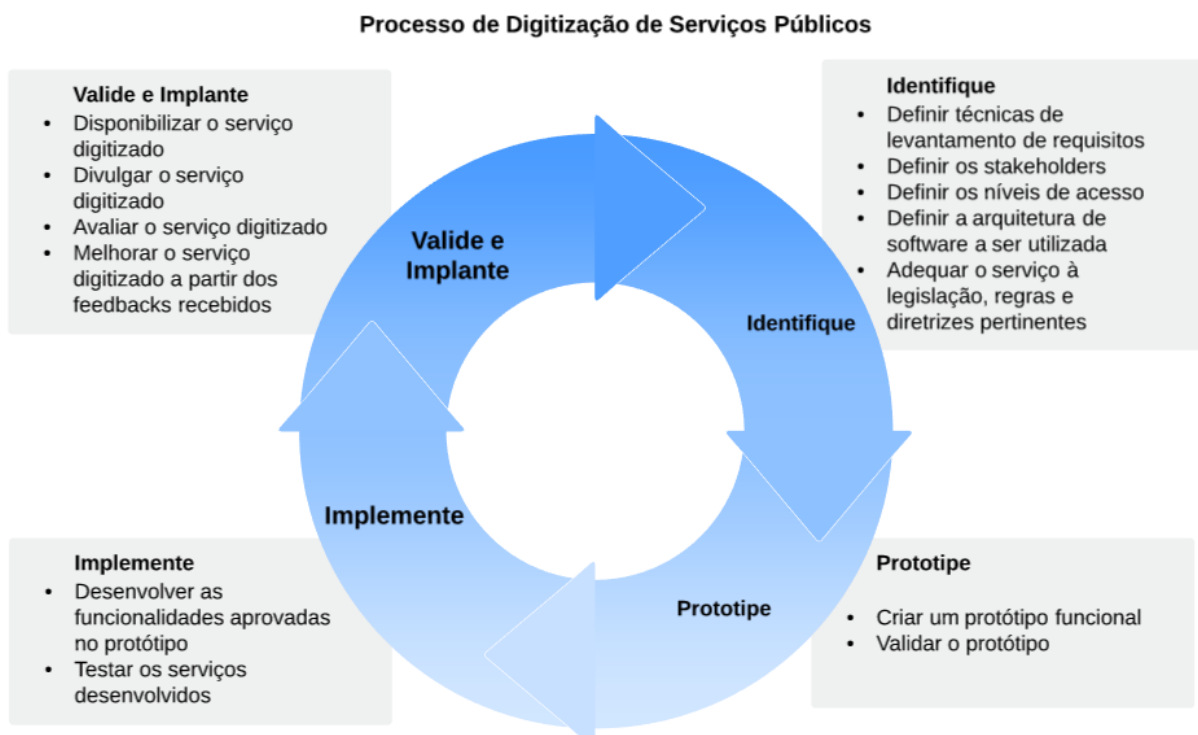 Processo de Digitização de Serviços Públicos
Valide e Implante
• Disponibilizar o serviço
digitizado
• Divulgar o serviço
digitizado
• Avaliar o serviço digitizado
• Melhorar o serviço
digitizado a partir dos
feedbacks recebidos
Identifique
• Definir técnicas de
levantamento de requisitos
• Definir os stakeholders
• Definir os níveis de acesso
• Definir a arquitetura de
software a ser utilizada
• Adequar o serviço à
legislação, regras e
diretrizes pertinentes
Valide e
Implante
Identifique
Implemente
Prototipe
Implemente
• Desenvolver as
funcionalidades aprovadas
no protótipo
• Testar os serviços
desenvolvidos
Prototipe
• Criar um protótipo funcional
• Validar o protótipo